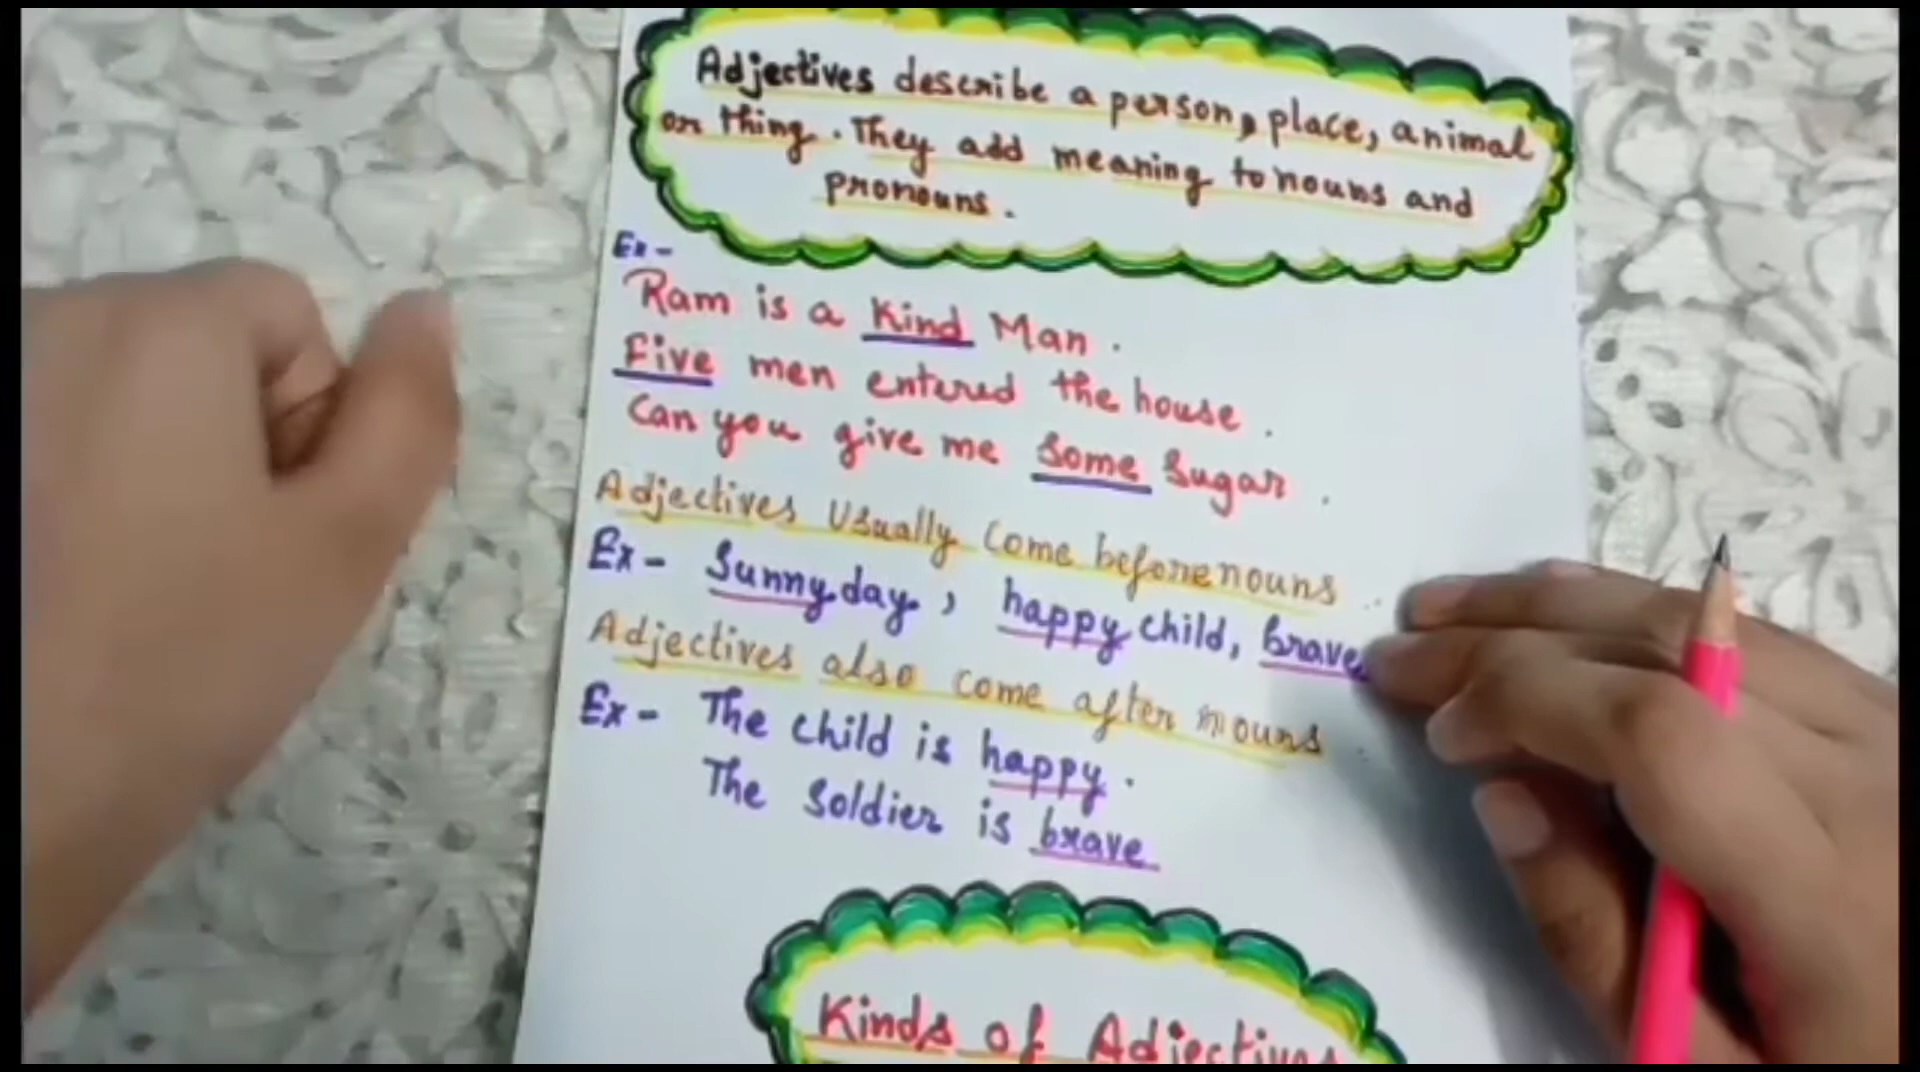 Adjectives describe a person, place, animal
or thing. They add meaning to nouns and
pronouns.
Ex-
Ram is a Kind Man.
Five men entered the house.
Can you give me Some Sugar.
Adjectives Usually Come before nouns
Ex- Sunny day, happy child, brave
Adjectives also come after nouns
Ex- The child is happy.
The Soldier is brave
Kinds of Adjectives